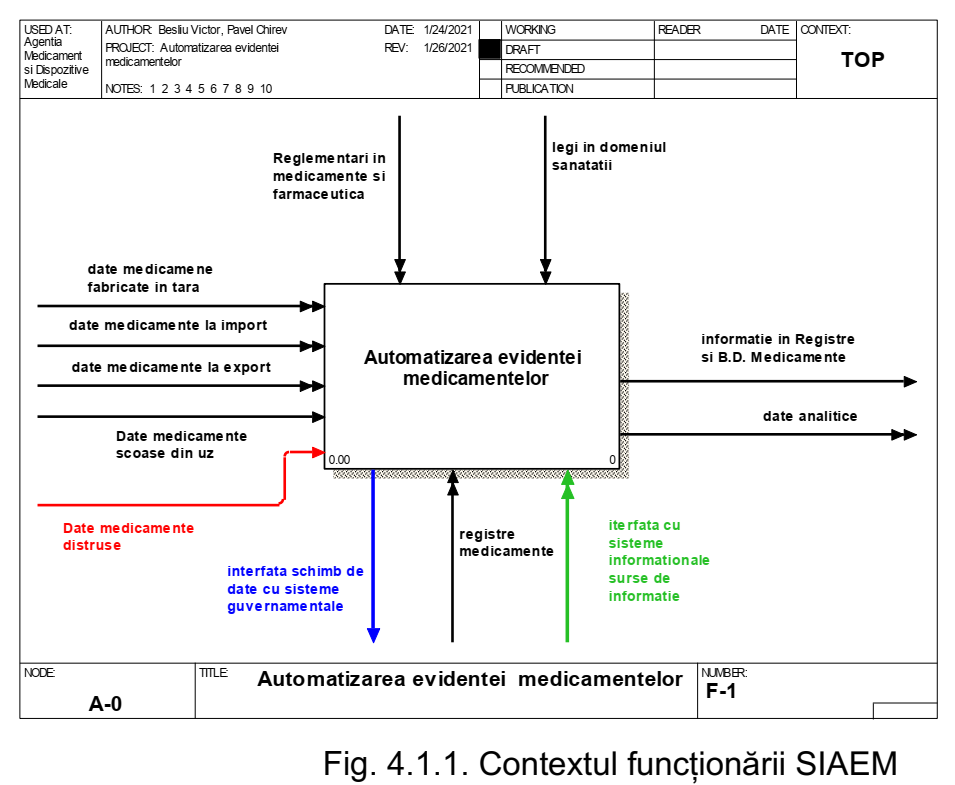 USED AT:
Agentia
Medicament
si Dispozitive
Medicale
AUTHOR: Besliu Victor, Pavel Chirev
DATE: 1/24/2021
PROJECT: Automatizarea evidentei
medicamentelor
REV: 1/26/2021
NOTES: 1 2 3 4 5 6 7 8 9 10
WORKING
DRAFT
RECOMMENDED
PUBLICATION
READER DATE
CONTEXT:
TOP
Reglementari in
medicamente si
farmaceutica
legi in domeniul
sanatatii
date medicamene
fabricate in tara
date medicamente la import
date medicamente la export
Date medicamente
scoase din uz
Date medicamente
distruse
Automatizarea evidentei
medicamentelor
0.00
0
informatie in Registre
si B.D. Medicamente
date analitice
interfata schimb de
date cu sisteme
guvernamentale
registre
medicamente
iterfata cu
sisteme
informationale
surse de
informatie
NODE:
A-0
TITLE:
Automatizarea evidentei medicamentelor
NUMBER:
F-1
Fig. 4.1.1. Contextul funcționării SIAEM